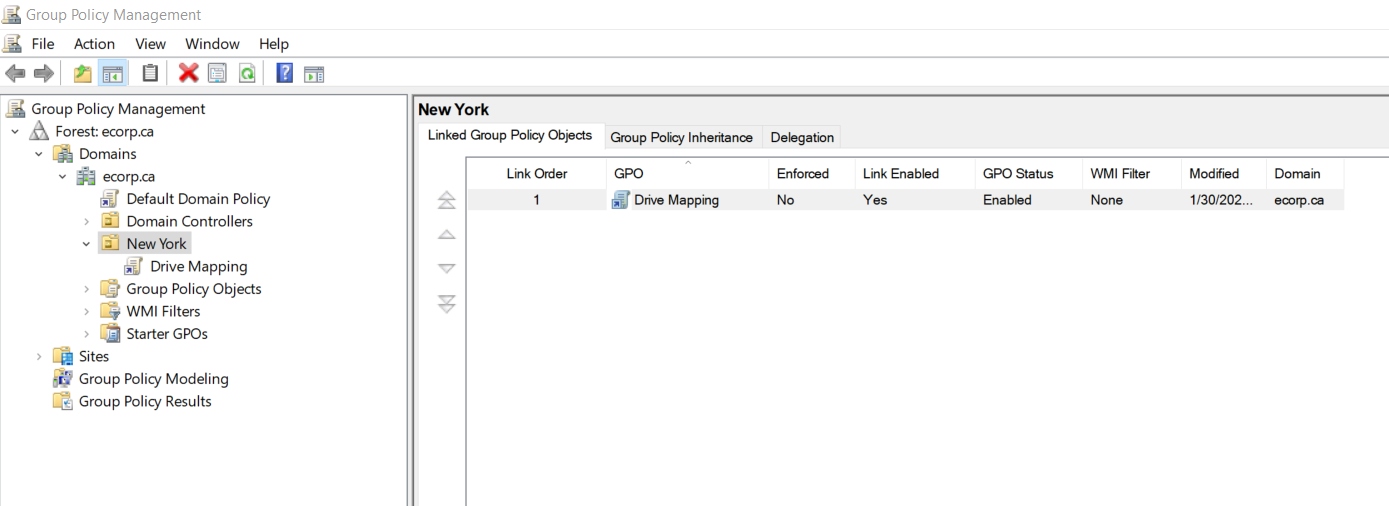 Group Policy Management
File Action View Window Help
Group Policy Management
Forest: ecorp.ca
Domains
ecorp.ca
Default Domain Policy
Domain Controllers
New York
Drive Mapping
Group Policy Objects
WMI Filters
Starter GPOs
Sites
Group Policy Modeling
Group Policy Results
New York
Linked Group Policy Objects Group Policy Inheritance Delegation
Link Order GPO Enforced Link Enabled GPO Status WMI Filter Modified Domain
1 Drive Mapping No Yes Enabled None 1/30/202... ecorp.ca